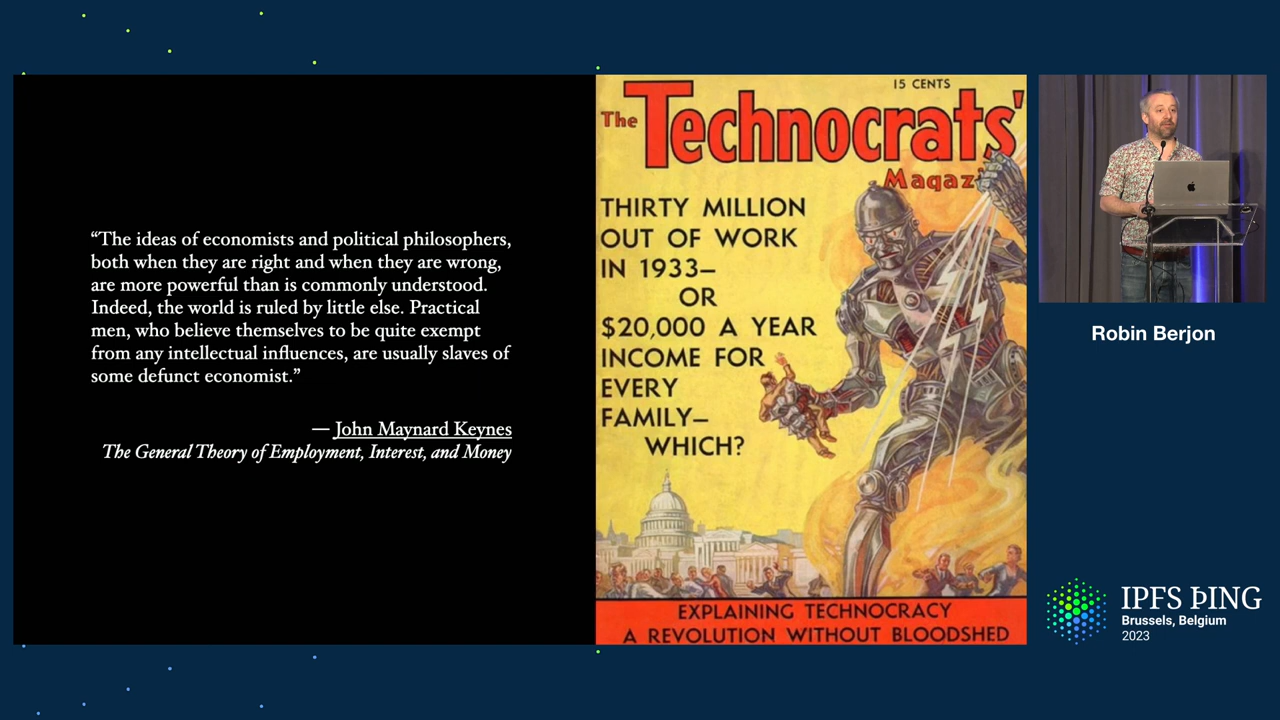 “The ideas of economists and political philosophers,
both when they are right and when they are wrong,
are more powerful than is commonly understood.
Indeed, the world is ruled by little else. Practical
men, who believe themselves to be quite exempt
from any intellectual influences, are usually slaves of
some defunct economist.”
— John Maynard Keynes
The General Theory of Employment, Interest, and Money
15 CENTS
The Technocrats'
Magaz
THIRTY MILLION
OUT OF WORK
IN 1933–
OR
$20,000 A YEAR
INCOME FOR
EVERY
FAMILY–
WHICH?
EXPLAINING TECHNOCRACY
A REVOLUTION WITHOUT BLOODSHED
Robin Berjon
IPFS ÞING
Brussels, Belgium
2023